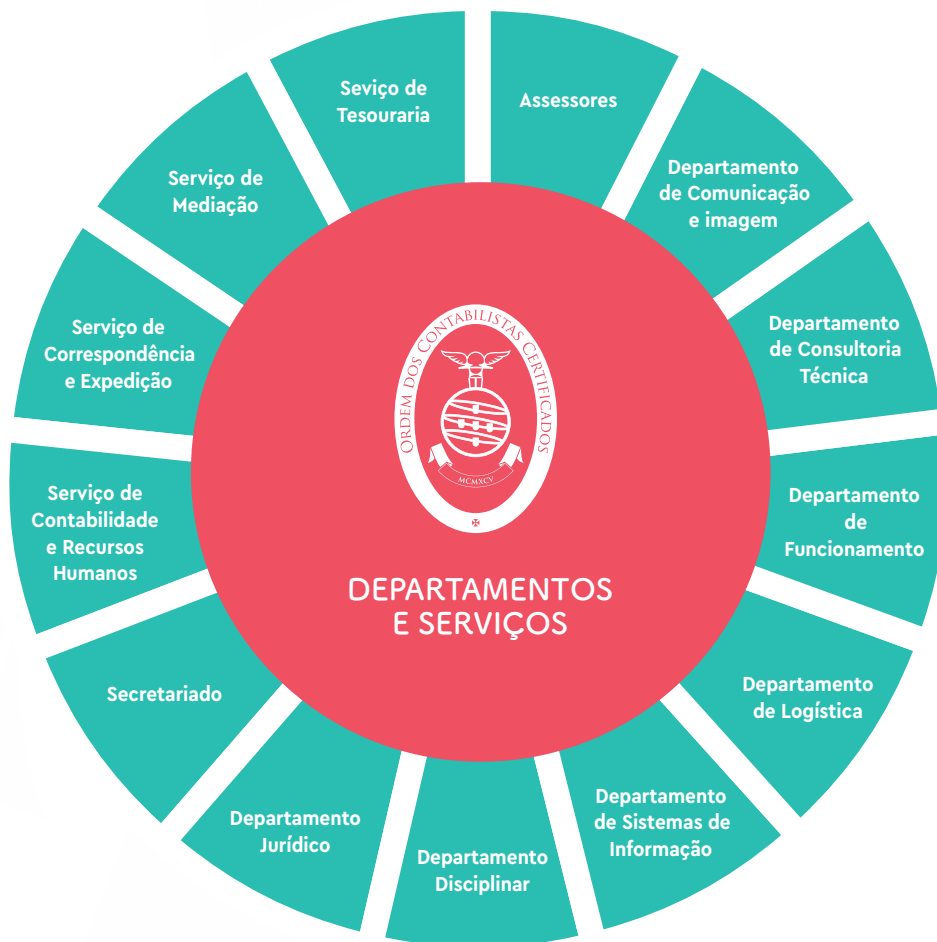 Seviço de
Tesouraria
Assessores
Departamento
de Comunicação
e imagem
Departamento
de Consultoria
Técnica
Departamento
de
Funcionamento
Departamento
de Logística
Departamento
de Sistemas de
Informação
Departamento
Disciplinar
Departamento
Jurídico
Secretariado
Serviço de
Contabilidade
e Recursos
Humanos
Serviço de
Correspondência
e Expedição
Serviço de
Mediação
ORDEM DOS CONTABILISTAS CERTIFICADOS
MCMXCV
DEPARTAMENTOS
E SERVIÇOS